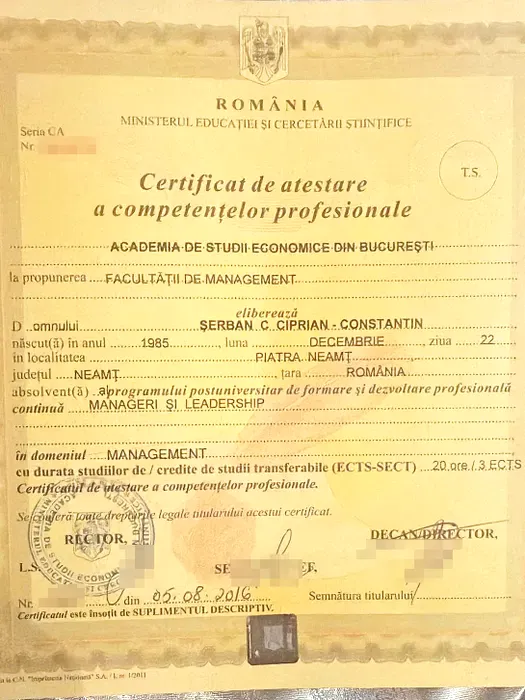 ROMÂNIA
MINISTERUL EDUCAȚIEI ȘI CERCETĂRII ȘTIINȚIFICE
Seria CA
Nr.
T.S.
Certificat de atestare
a competențelor profesionale
ACADEMIA DE STUDII ECONOMICE DIN BUCUREȘTI
la propunerea FACULTĂȚII DE MANAGEMENT
eliberează
D..omnului ȘERBAN C. CIPRIAN - CONSTANTIN
născut(ă) în anul 1985, luna DECEMBRIE, ziua 22
în localitatea PIATRA NEAMȚ
județul NEAMȚ țara ROMÂNIA
absolvent(ă) al programului postuniversitar de formare și dezvoltare profesională
continuă MANAGERI ȘI LEADERSHIP
în domeniul MANAGEMENT
cu durata studiilor de / credite de studii transferabile (ECTS-SECT) 20 ore / 3 ECTS
Certificatul de atestare a competențelor profesionale.
Se conferă toate drepturile legale titularului acestui certificat.
RECTOR, DECAN/DIRECTOR,
L.S.
Nr. din 05.08.2016 Semnătura titularului
Certificatul este însoțit de SUPLIMENTUL DESCRIPTIV.
C.N. "Imprimeria Națională" S.A. / 1/2011